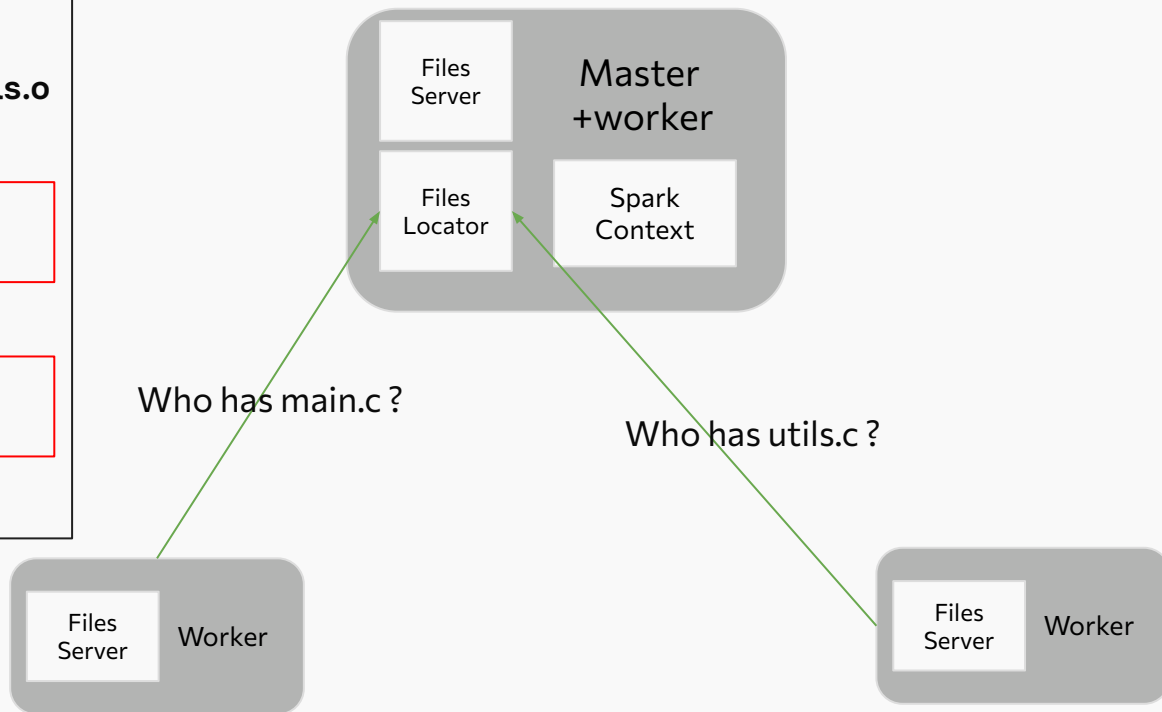 s.o
Files
Server
Master
+worker
Files
Locator
Spark
Context
Who has main.c ?
Who has utils.c ?
Files
Server
Worker
Files
Server
Worker